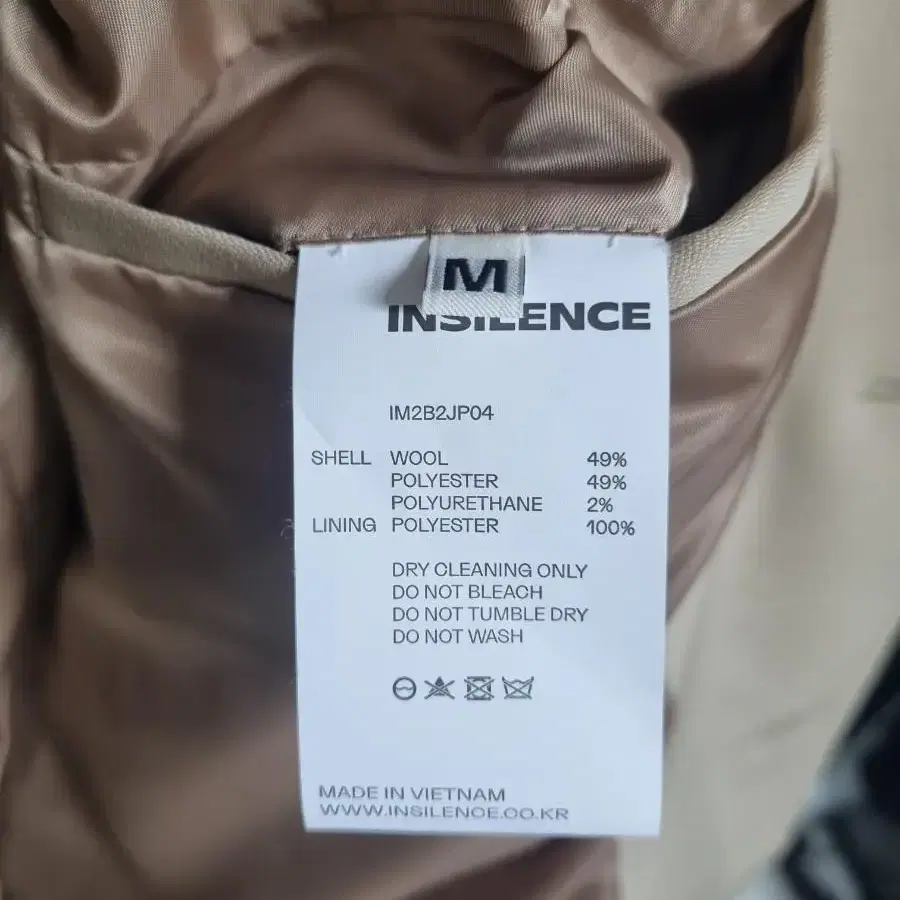 M
INSILENCE
IM2B2JP04
SHELL WOOL 49%
POLYESTER 49%
POLYURETHANE 2%
LINING POLYESTER 100%
DRY CLEANING ONLY
DO NOT BLEACH
DO NOT TUMBLE DRY
DO NOT WASH
MADE IN VIETNAM
WWW.INSILENCE.CO.KR